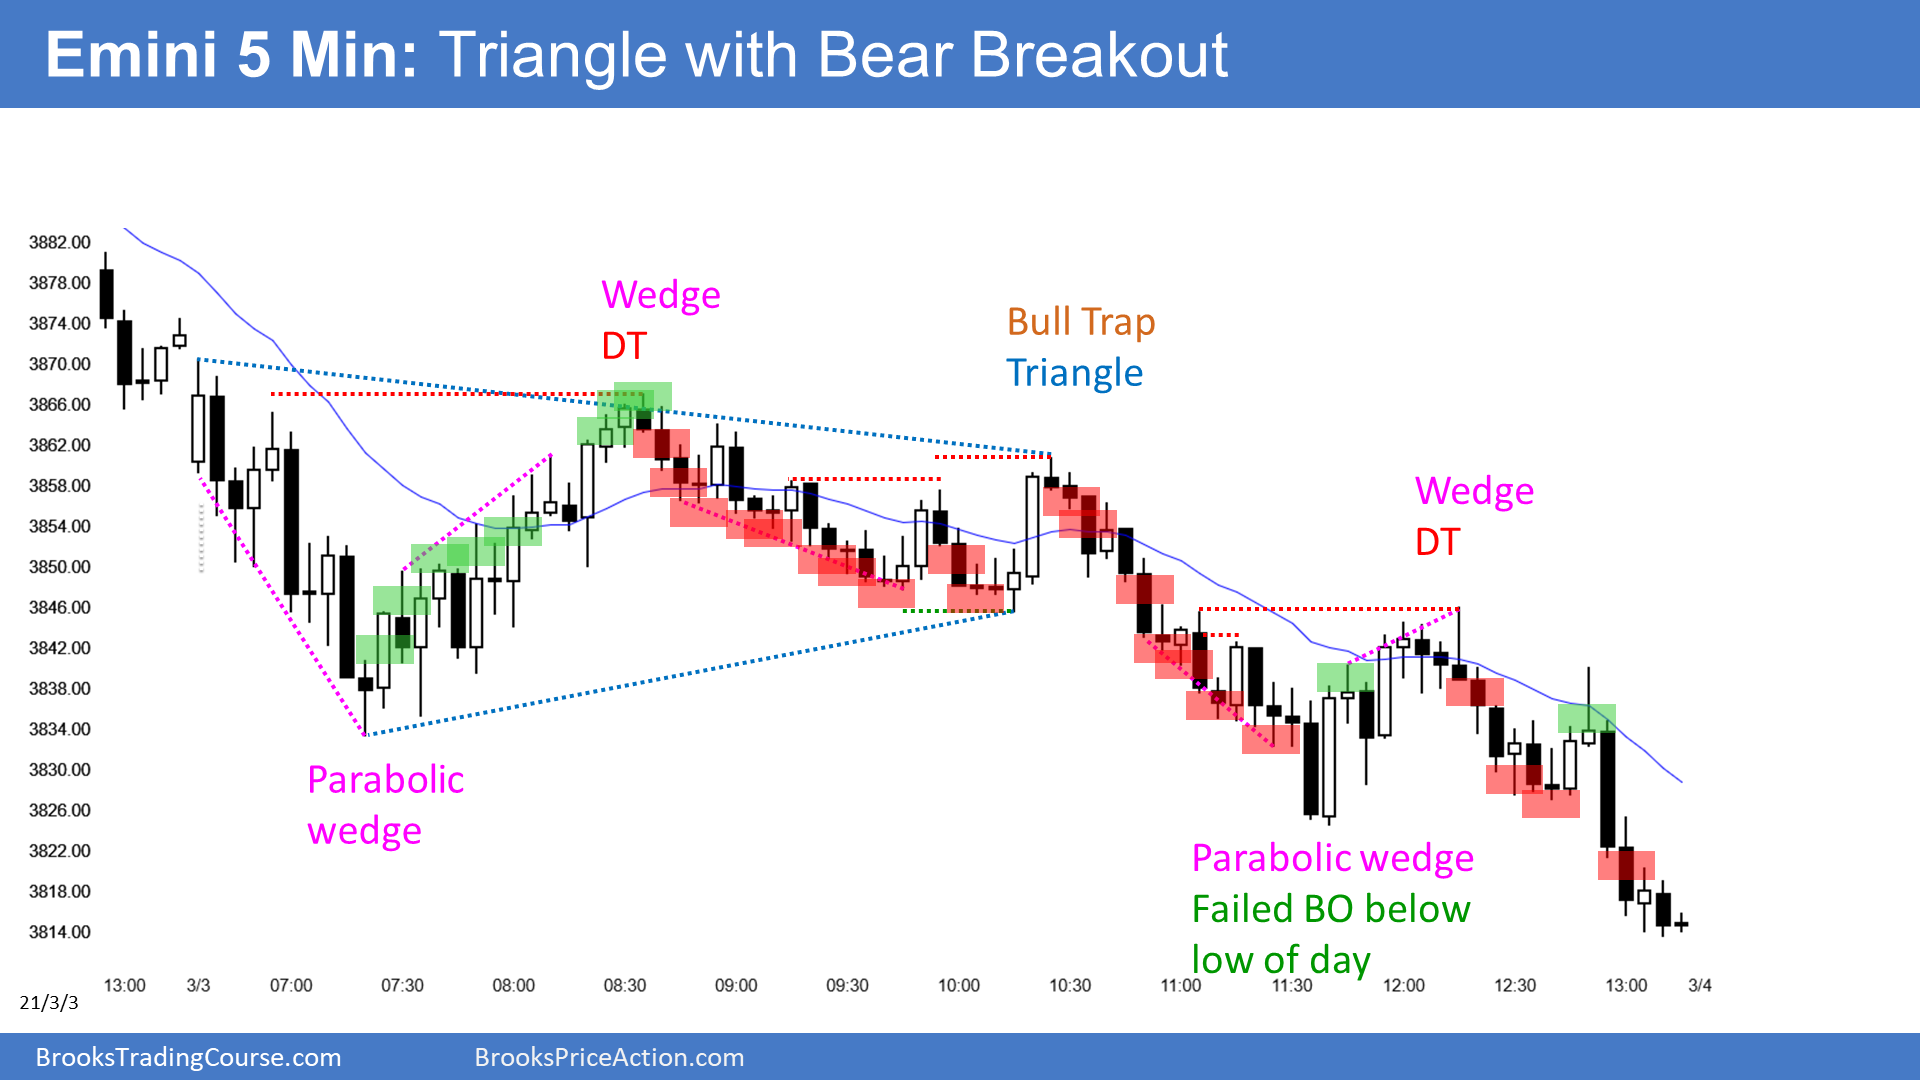 Emini 5 Min: Triangle with Bear Breakout
3882.00
3878.00
3874.00
3870.00
3866.00
3862.00
3858.00
3854.00
3850.00
3846.00
3842.00
3838.00
3834.00
3830.00
3826.00
3822.00
3818.00
3814.00
Wedge
DT
Bull Trap
Triangle
Wedge
DT
Parabolic
wedge
Parabolic wedge
Failed BO below
low of day
13:00 3/3 07:00 07:30 08:00 08:30 09:00 09:30 10:00 10:30 11:00 11:30 12:00 12:30 13:00 3/4
21/3/3
BrooksTradingCourse.com BrooksPriceAction.com